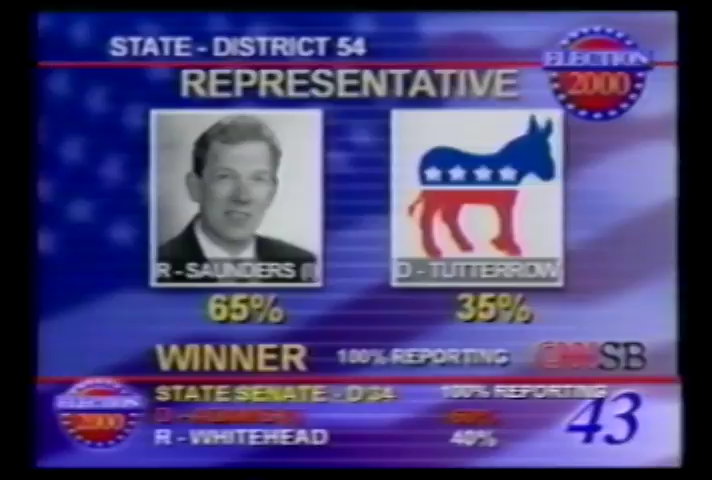 STATE - DISTRICT 54
ELECTION
2000
REPRESENTATIVE
R - SAUNDERS (I)
D - TUTTERROW
65%
35%
WINNER
100% REPORTING
SB
STATE SENATE - D
100% REPORTING
ELECTION
2000
D -
R - WHITEHEAD
40%
43